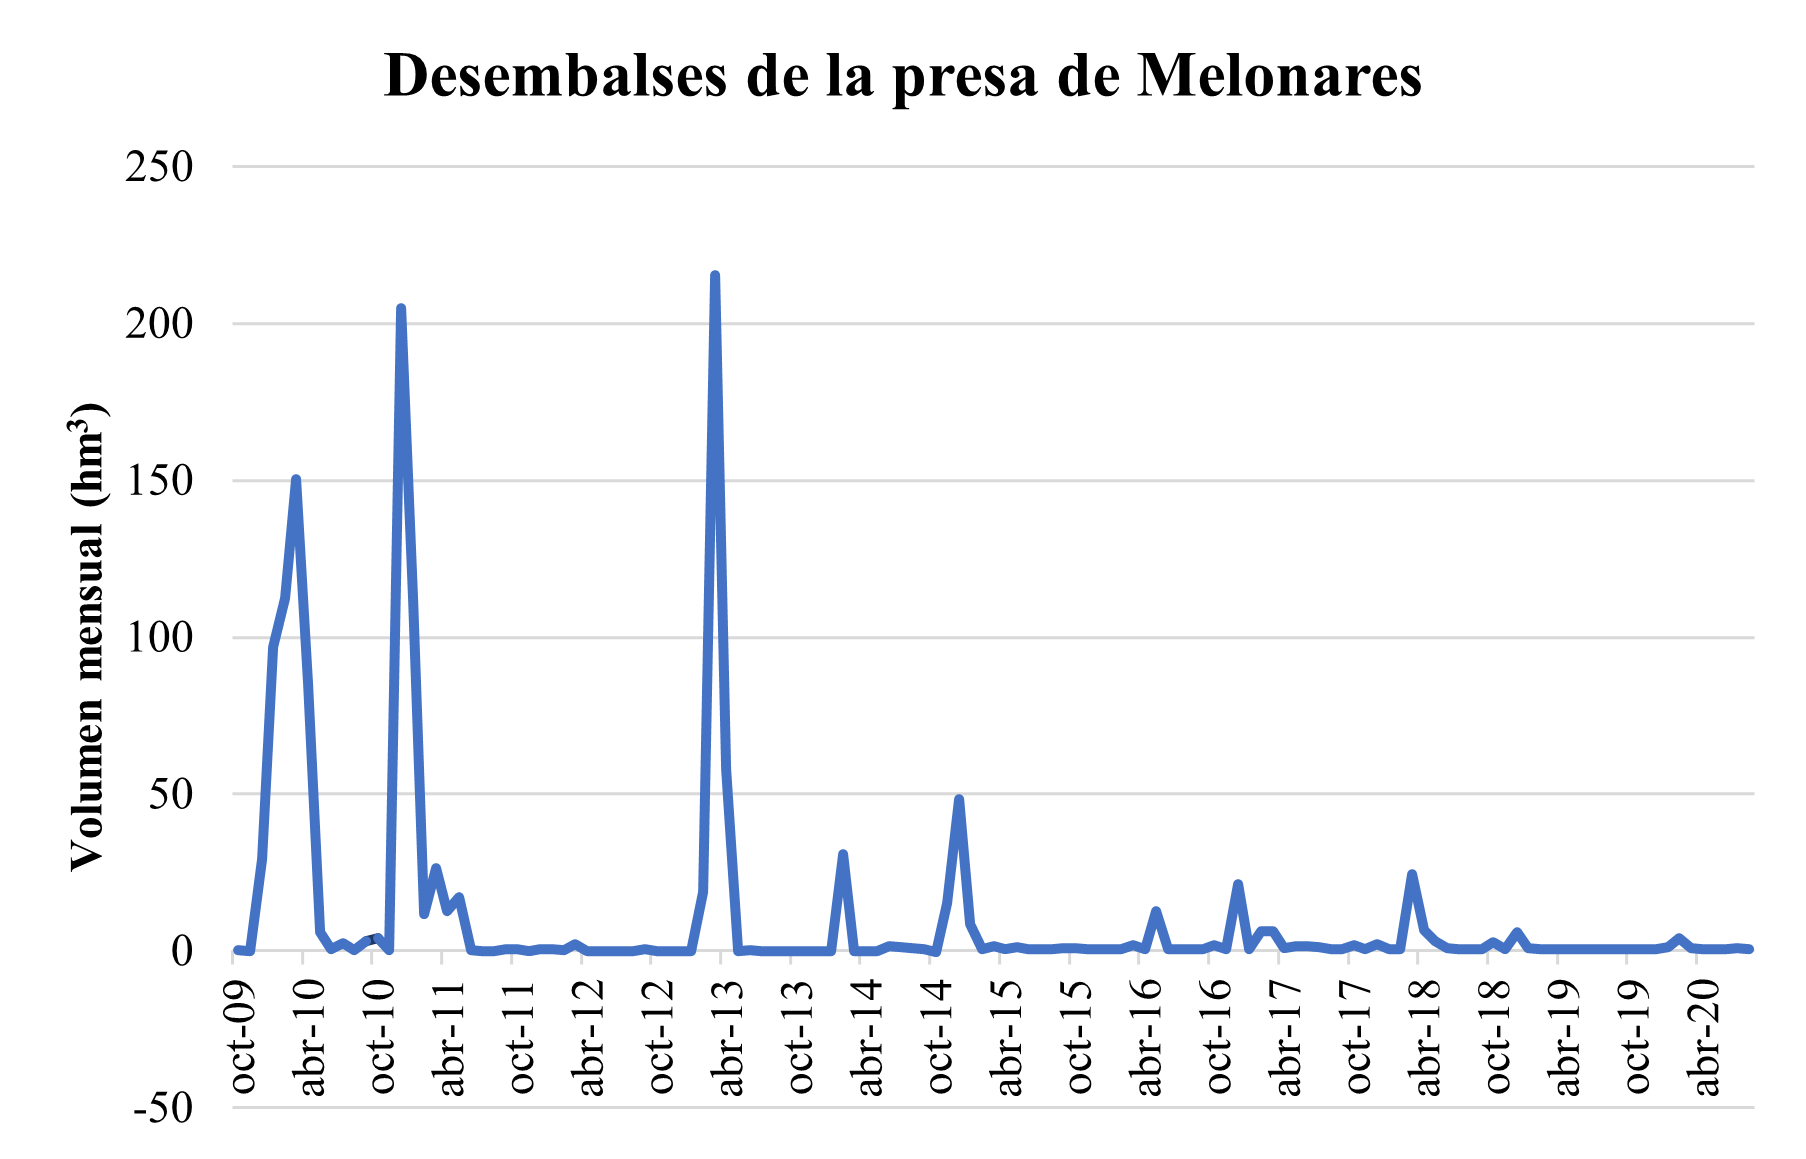 Desembalses de la presa de Melonares
Volumen mensual (hm³)
250
200
150
100
50
0
-50
oct-09
abr-10
oct-10
abr-11
oct-11
abr-12
oct-12
abr-13
oct-13
abr-14
oct-14
abr-15
oct-15
abr-16
oct-16
abr-17
oct-17
abr-18
oct-18
abr-19
oct-19
abr-20